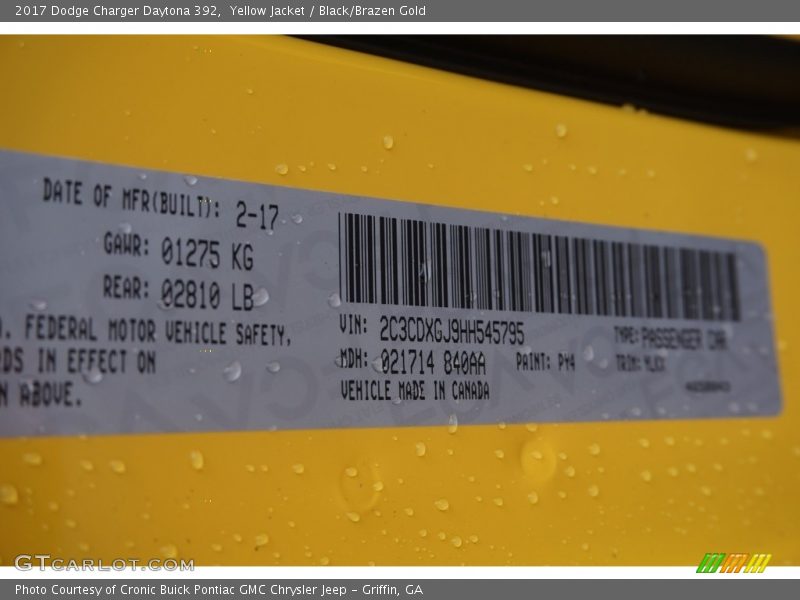 2017 Dodge Charger Daytona 392,  Yellow Jacket / Black/Brazen Gold
DATE OF MFR(BUILT): 2-17
GAWR: 01275 KG
REAR: 02810 LB
. FEDERAL MOTOR VEHICLE SAFETY,
DS IN EFFECT ON
N ABOVE.
VIN: 2C3CDXGJ9HH545795
TYPE: PASSENGER CAR
MDH: 021714 840AA
PAINT: PY4
TRIM:
VEHICLE MADE IN CANADA
GTCARLOT.COM
Photo Courtesy of Cronic Buick Pontiac GMC Chrysler Jeep - Griffin, GA